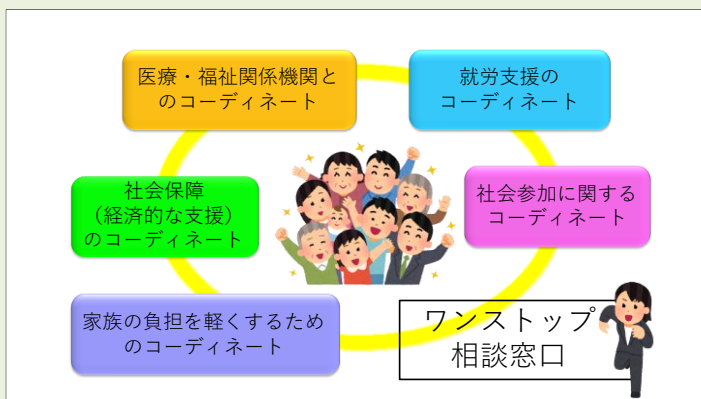 医療・福祉関係機関と
のコーディネート
就労支援の
コーディネート
社会保障
（経済的な支援）
のコーディネート
社会参加に関する
コーディネート
家族の負担を軽くするため
のコーディネート
ワンストップ
相談窓口